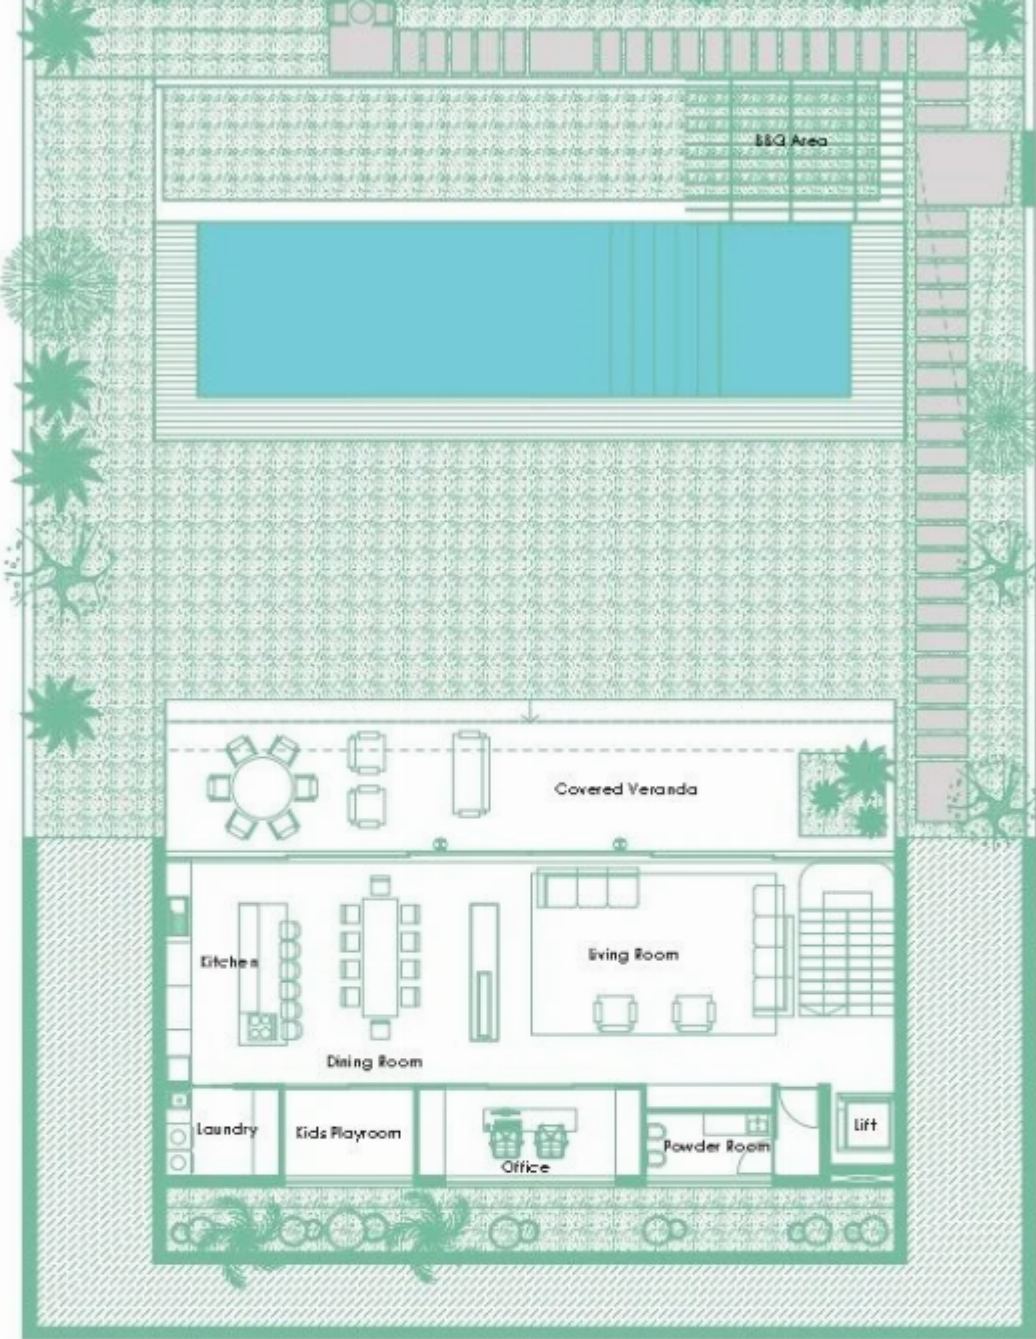 BBQ Area
Covered Veranda
Kitchen
Living Room
Dining Room
Laundry
Kids Playroom
Office
Powder Room
Lift